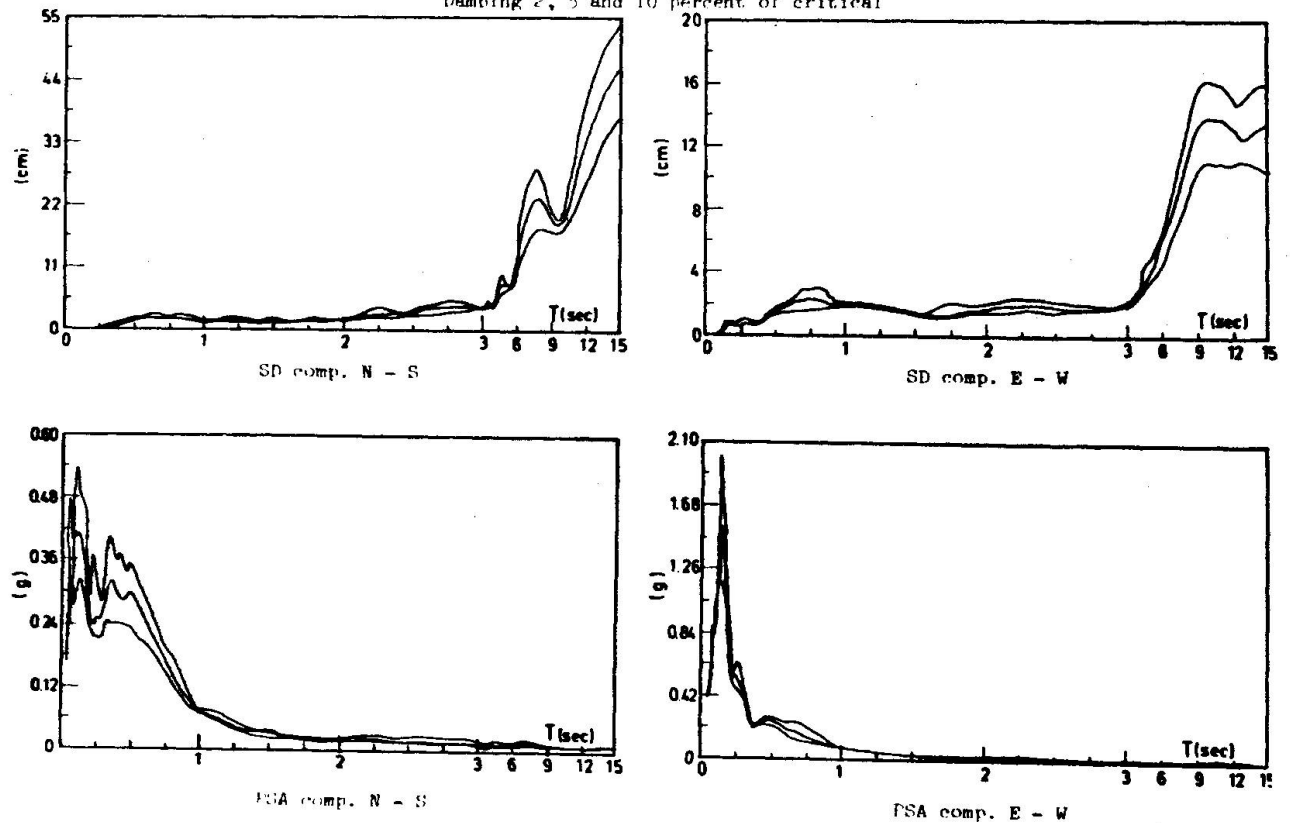 Damping 2, 5 and 10 percent of critical
55
44
33
22
11
0
(cm)
T(sec)
0 1 2 3 6 9 12 15
SD comp. N - S
20
16
12
8
4
0
(cm)
T(sec)
0 1 2 3 6 9 12 15
SD comp. E - W
0.60
0.48
0.36
0.24
0.12
0
(g)
T(sec)
1 2 3 6 9 12 15
PSA comp. N - S
2.10
1.68
1.26
0.84
0.42
0
(g)
T(sec)
0 1 2 3 6 9 12 15
PSA comp. E - W